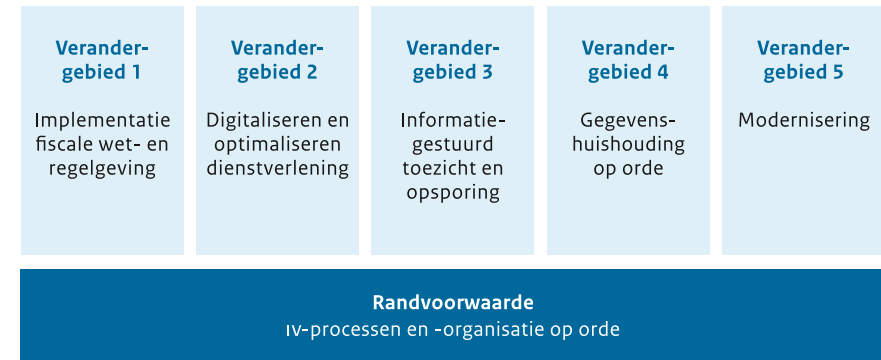 Verander-
gebied 1
Implementatie
fiscale wet- en
regelgeving
Verander-
gebied 2
Digitaliseren en
optimaliseren
dienstverlening
Verander-
gebied 3
Informatie-
gestuurd
toezicht en
opsporing
Verander-
gebied 4
Gegevens-
huishouding
op orde
Verander-
gebied 5
Modernisering
Randvoorwaarde
IV-processen en -organisatie op orde